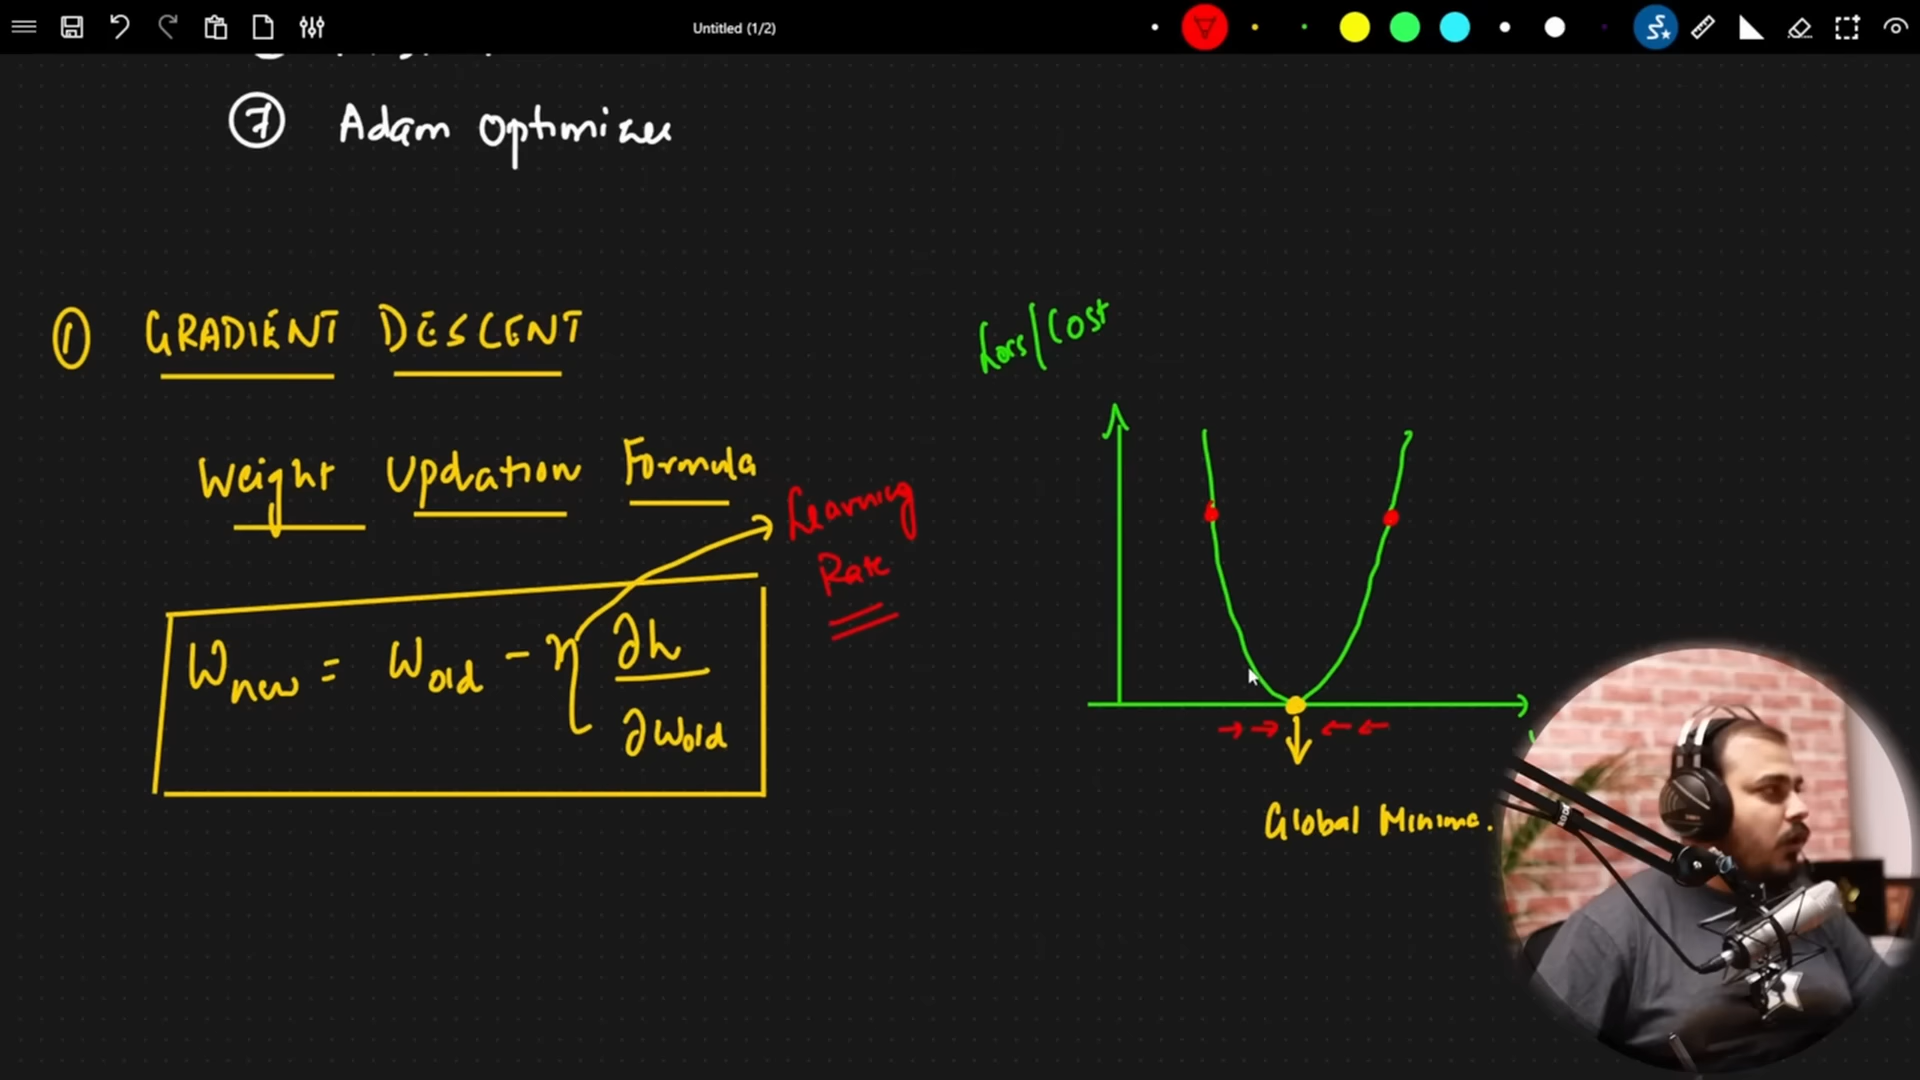 Untitled (1/2)
7 Adam Optimizer
1 GRADIENT DESCENT
Loss/Cost
Weight Updation Formula
Learning
Rate
Wnew = Wold - η ∂L
∂Wold
Global Minima.